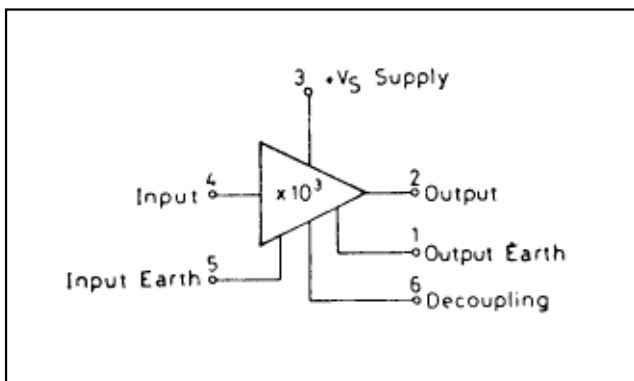 3 +VS Supply
Input 4
x 10³
2 Output
1 Output Earth
Input Earth 5
6 Decoupling